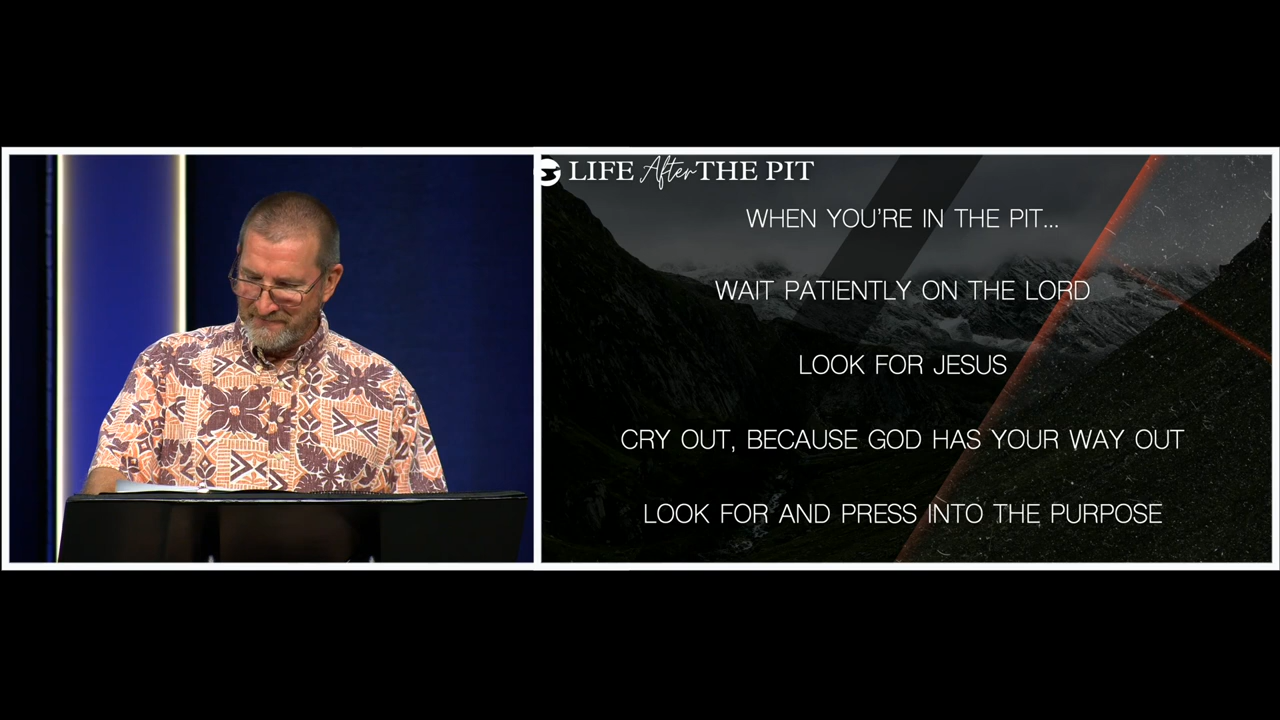 LIFE After THE PIT
WHEN YOU'RE IN THE PIT...
WAIT PATIENTLY ON THE LORD
LOOK FOR JESUS
CRY OUT, BECAUSE GOD HAS YOUR WAY OUT
LOOK FOR AND PRESS INTO THE PURPOSE